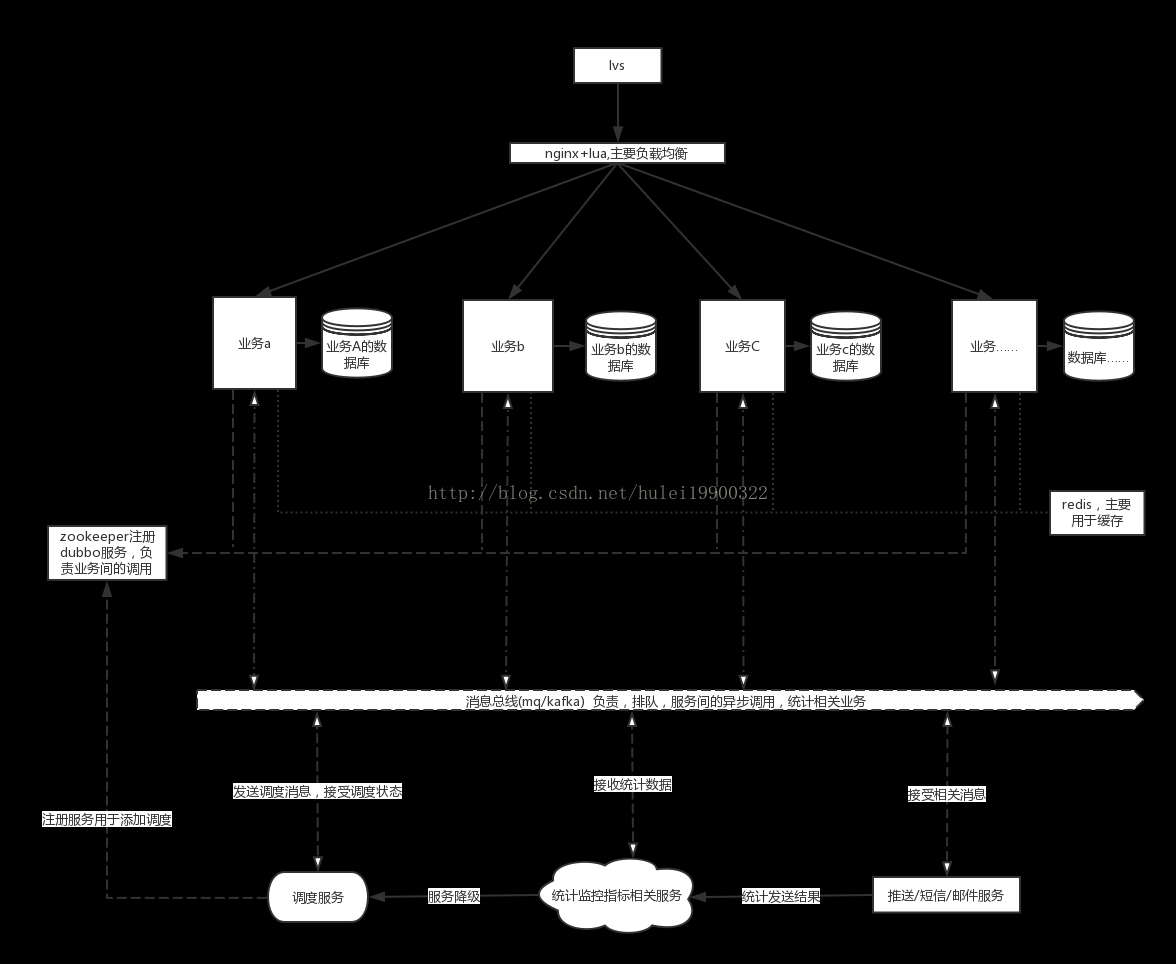 lvs
nginx+lua,主要负载均衡
业务a
业务A的数
据库
业务b
业务b的数
据库
业务C
业务c的数
据库
业务……
数据库……
http://blog.csdn.net/hulei19900322
redis，主要
用于缓存
zookeeper注册
dubbo服务，负
责业务间的调用
消息总线(mq/kafka) 负责，排队，服务间的异步调用，统计相关业务
发送调度消息，接受调度状态
接收统计数据
接受相关消息
注册服务用于添加调度
调度服务
服务降级
统计监控指标相关服务
统计发送结果
推送/短信/邮件服务